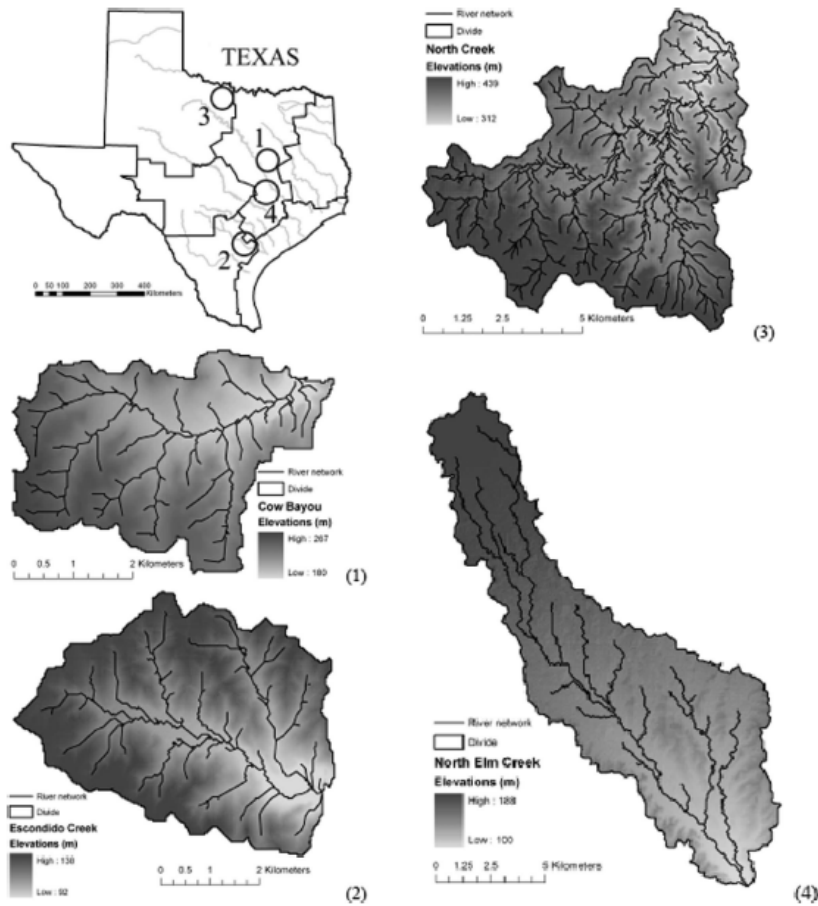 TEXAS
3
1
4
2
0 50 100 200 300 400
Kilometers
River network
Divide
North Creek
Elevations (m)
High : 439
Low : 312
0 1.25 2.5 5 Kilometers
(3)
River network
Divide
Cow Bayou
Elevations (m)
High : 267
Low : 180
0 0.5 1 2 Kilometers
(1)
River network
Divide
Escondido Creek
Elevations (m)
High : 138
Low : 92
0 0.5 1 2 Kilometers
(2)
River network
Divide
North Elm Creek
Elevations (m)
High : 188
Low : 100
0 1.25 2.5 5 Kilometers
(4)